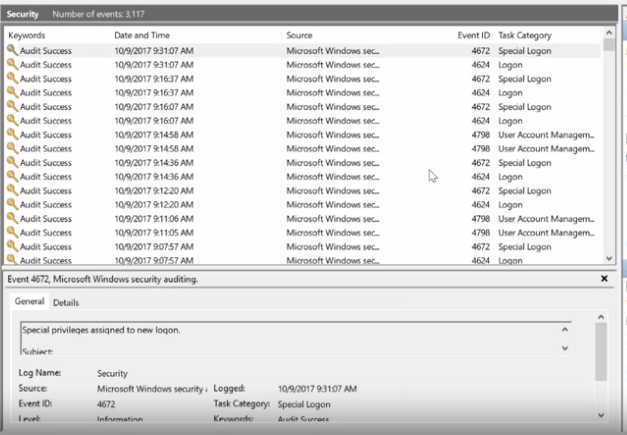 Security Number of events: 3,117
Keywords Date and Time Source Event ID Task Category
Audit Success 10/9/2017 9:31:07 AM Microsoft Windows sec... 4672 Special Logon
Audit Success 10/9/2017 9:31:07 AM Microsoft Windows sec... 4624 Logon
Audit Success 10/9/2017 9:16:37 AM Microsoft Windows sec... 4672 Special Logon
Audit Success 10/9/2017 9:16:37 AM Microsoft Windows sec... 4624 Logon
Audit Success 10/9/2017 9:16:07 AM Microsoft Windows sec... 4672 Special Logon
Audit Success 10/9/2017 9:16:07 AM Microsoft Windows sec... 4624 Logon
Audit Success 10/9/2017 9:14:58 AM Microsoft Windows sec... 4798 User Account Managem...
Audit Success 10/9/2017 9:14:58 AM Microsoft Windows sec... 4798 User Account Managem...
Audit Success 10/9/2017 9:14:36 AM Microsoft Windows sec... 4672 Special Logon
Audit Success 10/9/2017 9:14:36 AM Microsoft Windows sec... 4624 Logon
Audit Success 10/9/2017 9:12:20 AM Microsoft Windows sec... 4672 Special Logon
Audit Success 10/9/2017 9:12:20 AM Microsoft Windows sec... 4624 Logon
Audit Success 10/9/2017 9:11:06 AM Microsoft Windows sec... 4798 User Account Managem...
Audit Success 10/9/2017 9:11:05 AM Microsoft Windows sec... 4798 User Account Managem...
Audit Success 10/9/2017 9:07:57 AM Microsoft Windows sec... 4672 Special Logon
Audit Success 10/9/2017 9:07:57 AM Microsoft Windows sec... 4624 Logon
Event 4672, Microsoft Windows security auditing.
General Details
Special privileges assigned to new logon.
Subject:
Log Name: Security
Source: Microsoft Windows security Logged: 10/9/2017 9:31:07 AM
Event ID: 4672 Task Category: Special Logon
Level: Information Keywords: Audit Success